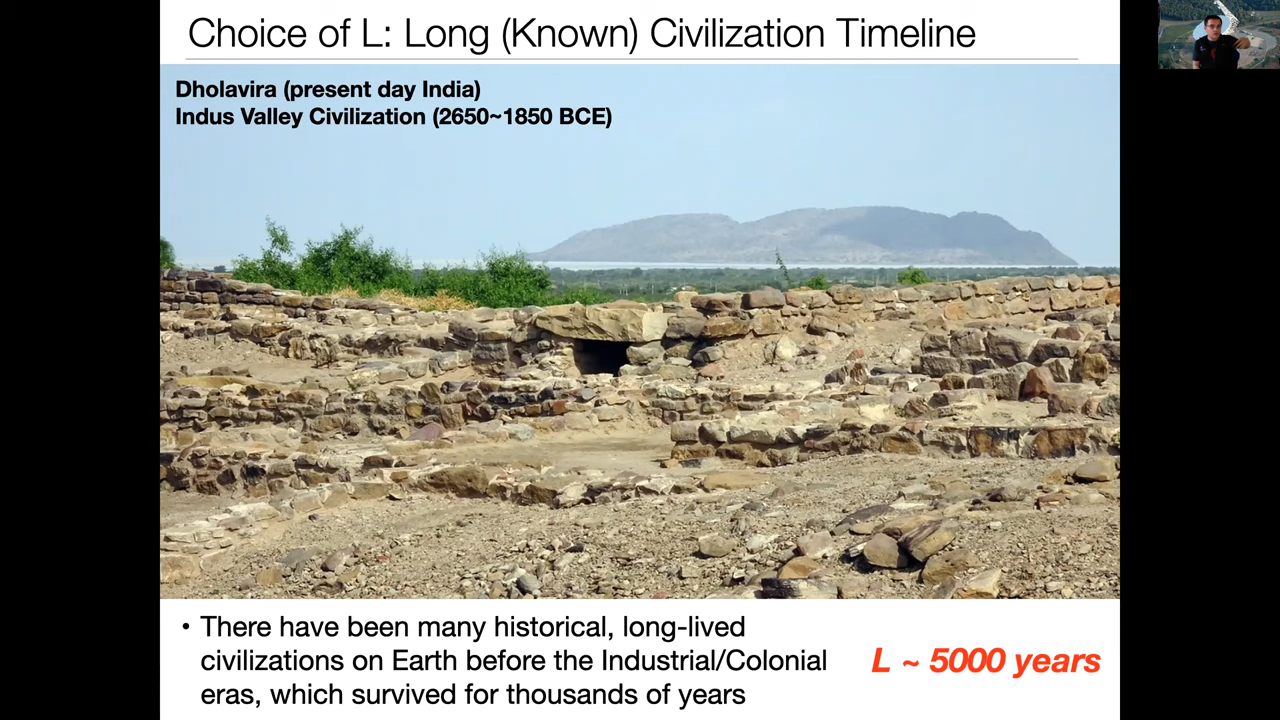 Choice of L: Long (Known) Civilization Timeline
Dholavira (present day India)
Indus Valley Civilization (2650~1850 BCE)
• There have been many historical, long-lived
civilizations on Earth before the Industrial/Colonial
eras, which survived for thousands of years
L ~ 5000 years